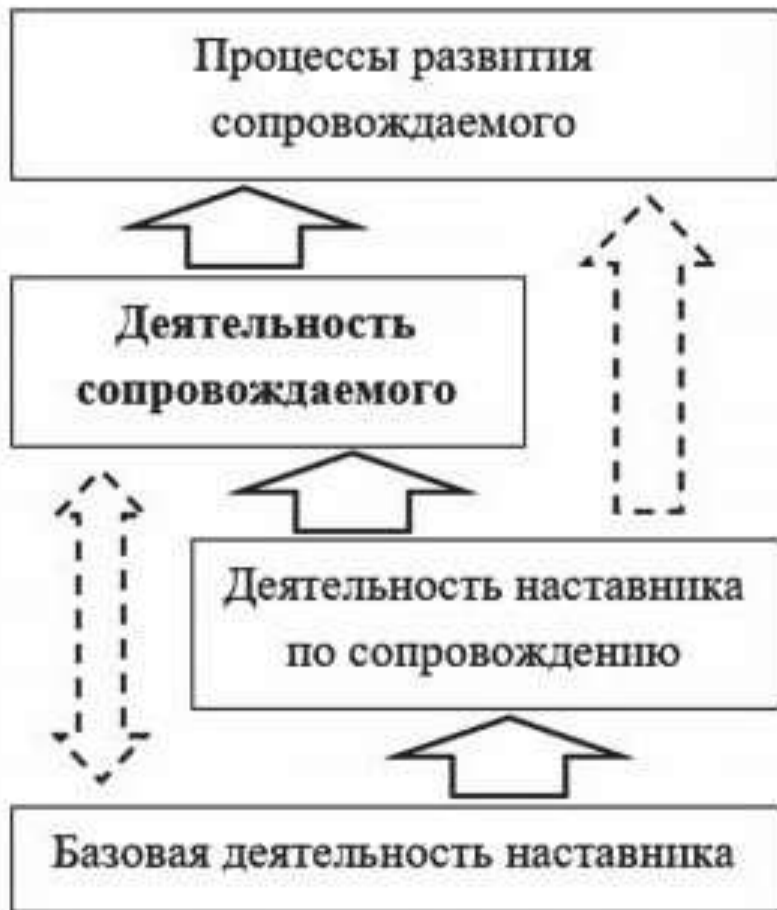 Процессы развития
сопровождаемого
Деятельность
сопровождаемого
Деятельность наставника
по сопровождению
Базовая деятельность наставника